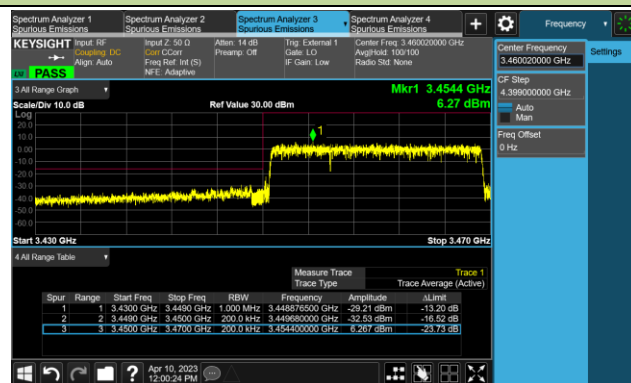 Spectrum Analyzer 1 Spectrum Analyzer 2 Spectrum Analyzer 3 Spectrum Analyzer 4 Frequency
Spurious Emissions Spurious Emissions Spurious Emissions Spurious Emissions
KEYSIGHT Input: RF Input Z: 50 Ω Atten: 14 dB Trig: External 1 Center Freq: 3.460020000 GHz
Coupling: DC Corr CCorr Preamp: Off Gate: LO Avg|Hold: 100/100
Align: Auto Freq Ref: Int (S) IF Gain: Low Radio Std: None
NFE: Adaptive
PASS
Center Frequency Settings
3.460020000 GHz
CF Step
4.399000000 GHz
Auto
Man
Freq Offset
0 Hz
3 All Range Graph Mkr1 3.4544 GHz
Scale/Div 10.0 dB Ref Value 30.00 dBm 6.27 dBm
Log
20.0
10.0 1
0.00
-10.0
-20.0
-30.0
-40.0
-50.0
-60.0
Start 3.430 GHz Stop 3.470 GHz
4 All Range Table
Measure Trace Trace 1
Trace Type Trace Average (Active)
Spur Range Start Freq Stop Freq RBW Frequency Amplitude ΔLimit
1 1 3.4300 GHz 3.4490 GHz 1.000 MHz 3.448876500 GHz -29.21 dBm -13.20 dB
2 2 3.4490 GHz 3.4500 GHz 200.0 kHz 3.449680000 GHz -32.53 dBm -16.52 dB
3 3 3.4500 GHz 3.4700 GHz 200.0 kHz 3.454400000 GHz 6.267 dBm -23.73 dB
? Apr 10, 2023
12:00:24 PM